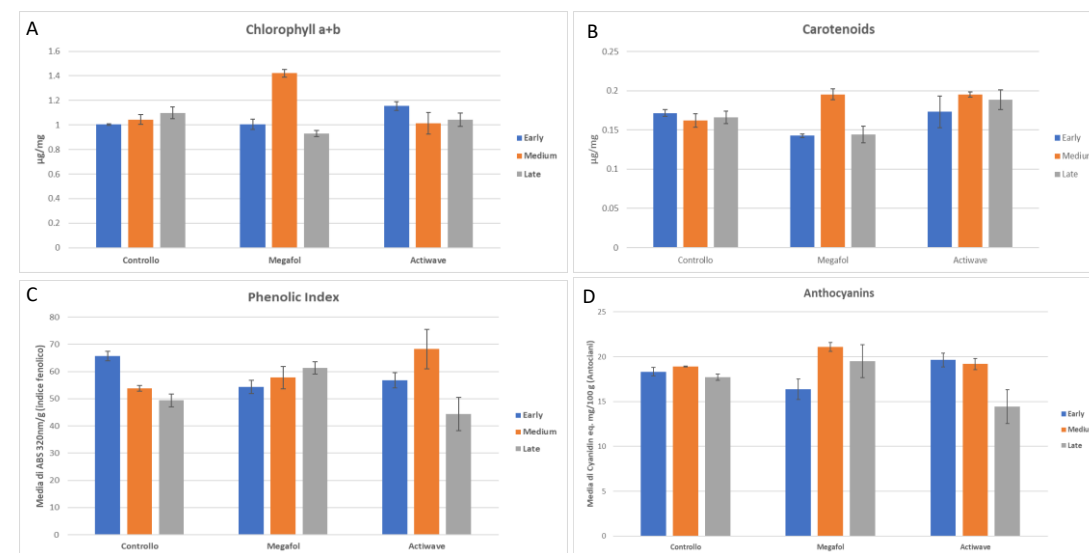 A
Chlorophyll a+b
1.6
1.4
1.2
1
0.8
0.6
0.4
0.2
0
µg/mg
Controllo
Megafol
Actiwave
Early
Medium
Late
B
Carotenoids
0.25
0.2
0.15
0.1
0.05
0
µg/mg
Controllo
Megafol
Actiwave
Early
Medium
Late
C
Phenolic Index
80
70
60
50
40
30
20
10
0
Media di ABS 320nm/g (indice fenolico)
Controllo
Megafol
Actiwave
Early
Medium
Late
D
Anthocyanins
25
20
15
10
5
0
Media di Cyanidin eq. mg/100 g (Antociani)
Controllo
Megafol
Actiwave
Early
Medium
Late